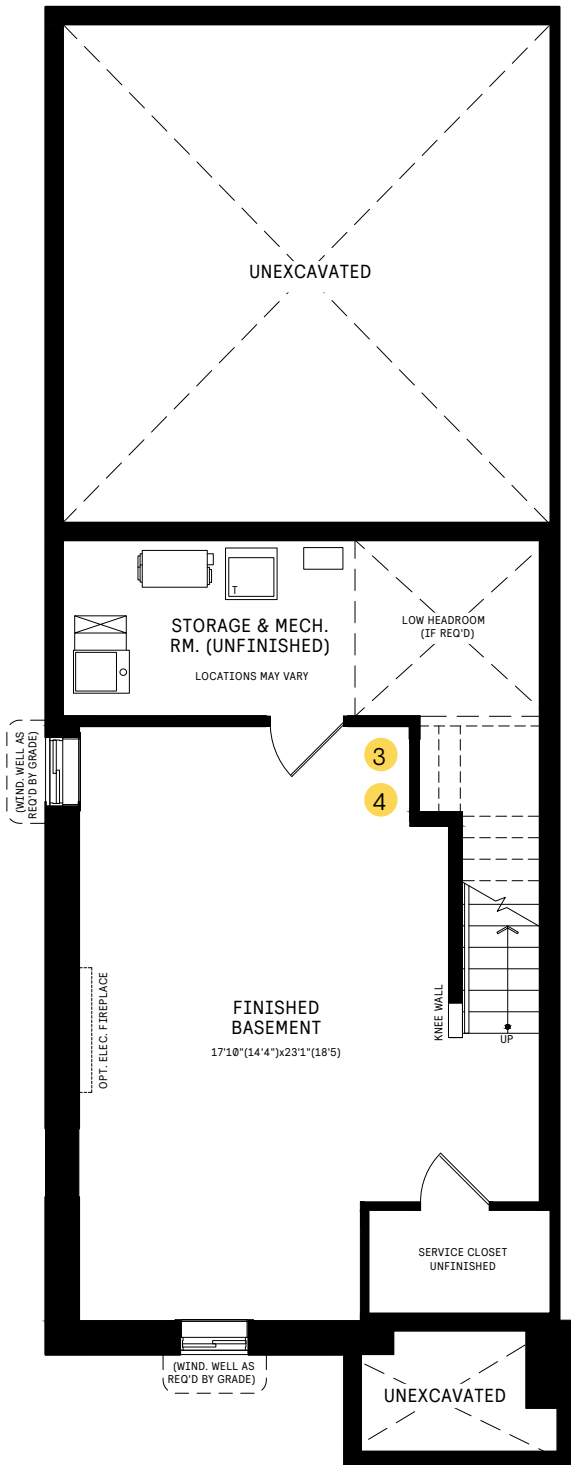 UNEXCAVATED
T
STORAGE & MECH.
RM. (UNFINISHED)
LOCATIONS MAY VARY
LOW HEADROOM
(IF REQ'D)
(WIND. WELL AS
REQ'D BY GRADE)
3
4
OPT. ELEC. FIREPLACE
FINISHED
BASEMENT
17'10"(14'4")x23'1"(18'5)
KNEE WALL
UP
SERVICE CLOSET
UNFINISHED
(WIND. WELL AS
REQ'D BY GRADE)
UNEXCAVATED